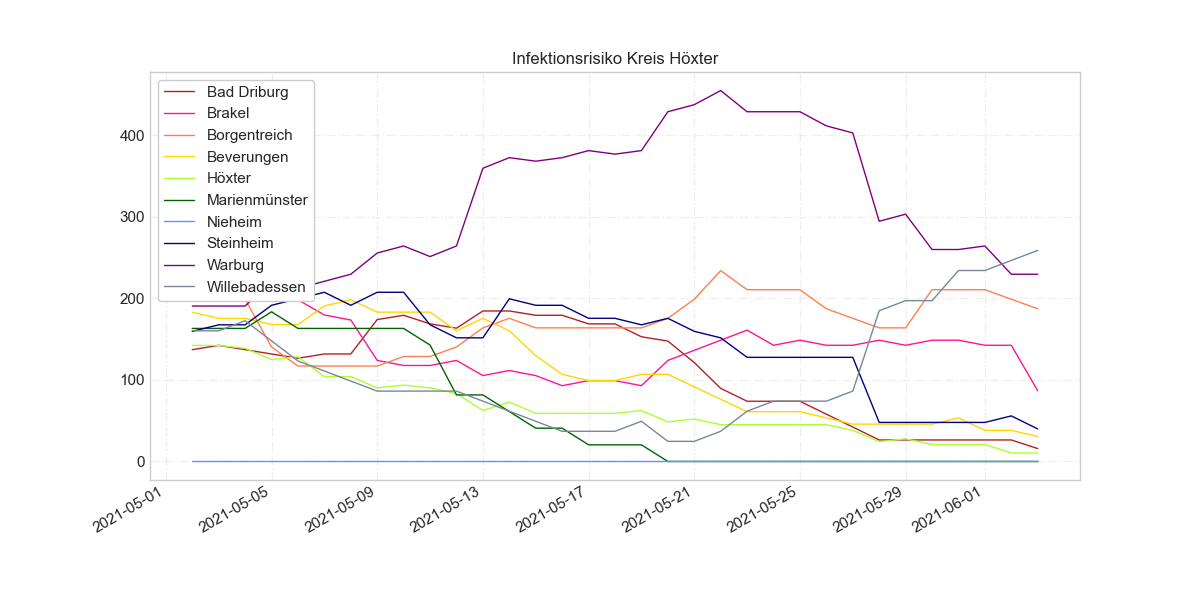 Infektionsrisiko Kreis Höxter
Bad Driburg
Brakel
Borgentreich
Beverungen
Höxter
Marienmünster
Nieheim
Steinheim
Warburg
Willebadessen
400
300
200
100
0
2021-05-01
2021-05-05
2021-05-09
2021-05-13
2021-05-17
2021-05-21
2021-05-25
2021-05-29
2021-06-01